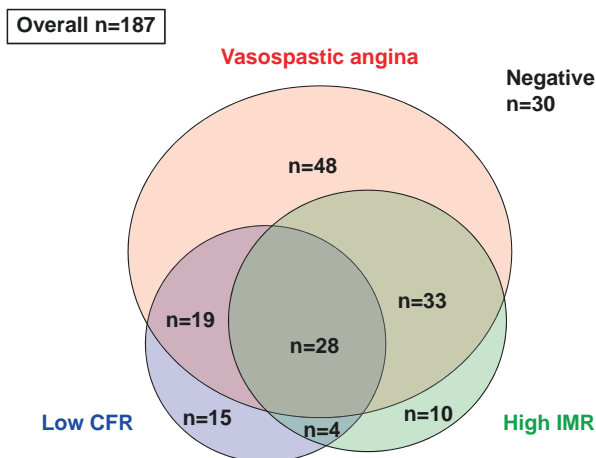 Overall n=187
Vasospastic angina
Negative
n=30
n=48
n=33
n=19
n=28
n=15
n=4
n=10
Low CFR
High IMR